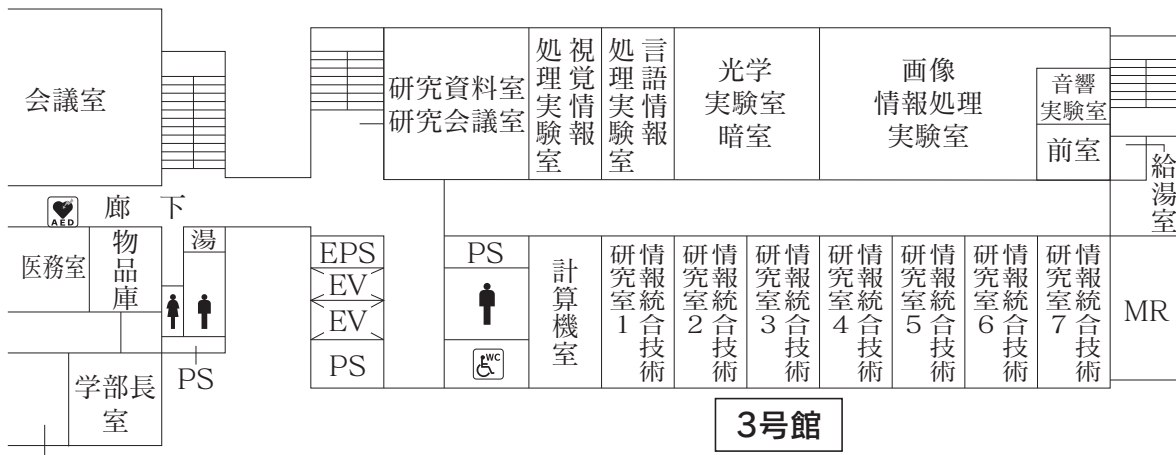 会議室
研究資料室
研究会議室
視覚情報
処理実験室
言語情報
処理実験室
光学
実験室
暗室
画像
情報処理
実験室
音響
実験室
前室
給湯室
AED
廊下
医務室
物品庫
湯
PS
学部長
室
EPS
EV
EV
PS
PS
WC
計算機室
情報統合技術
研究室1
情報統合技術
研究室2
情報統合技術
研究室3
情報統合技術
研究室4
情報統合技術
研究室5
情報統合技術
研究室6
情報統合技術
研究室7
MR
3号館